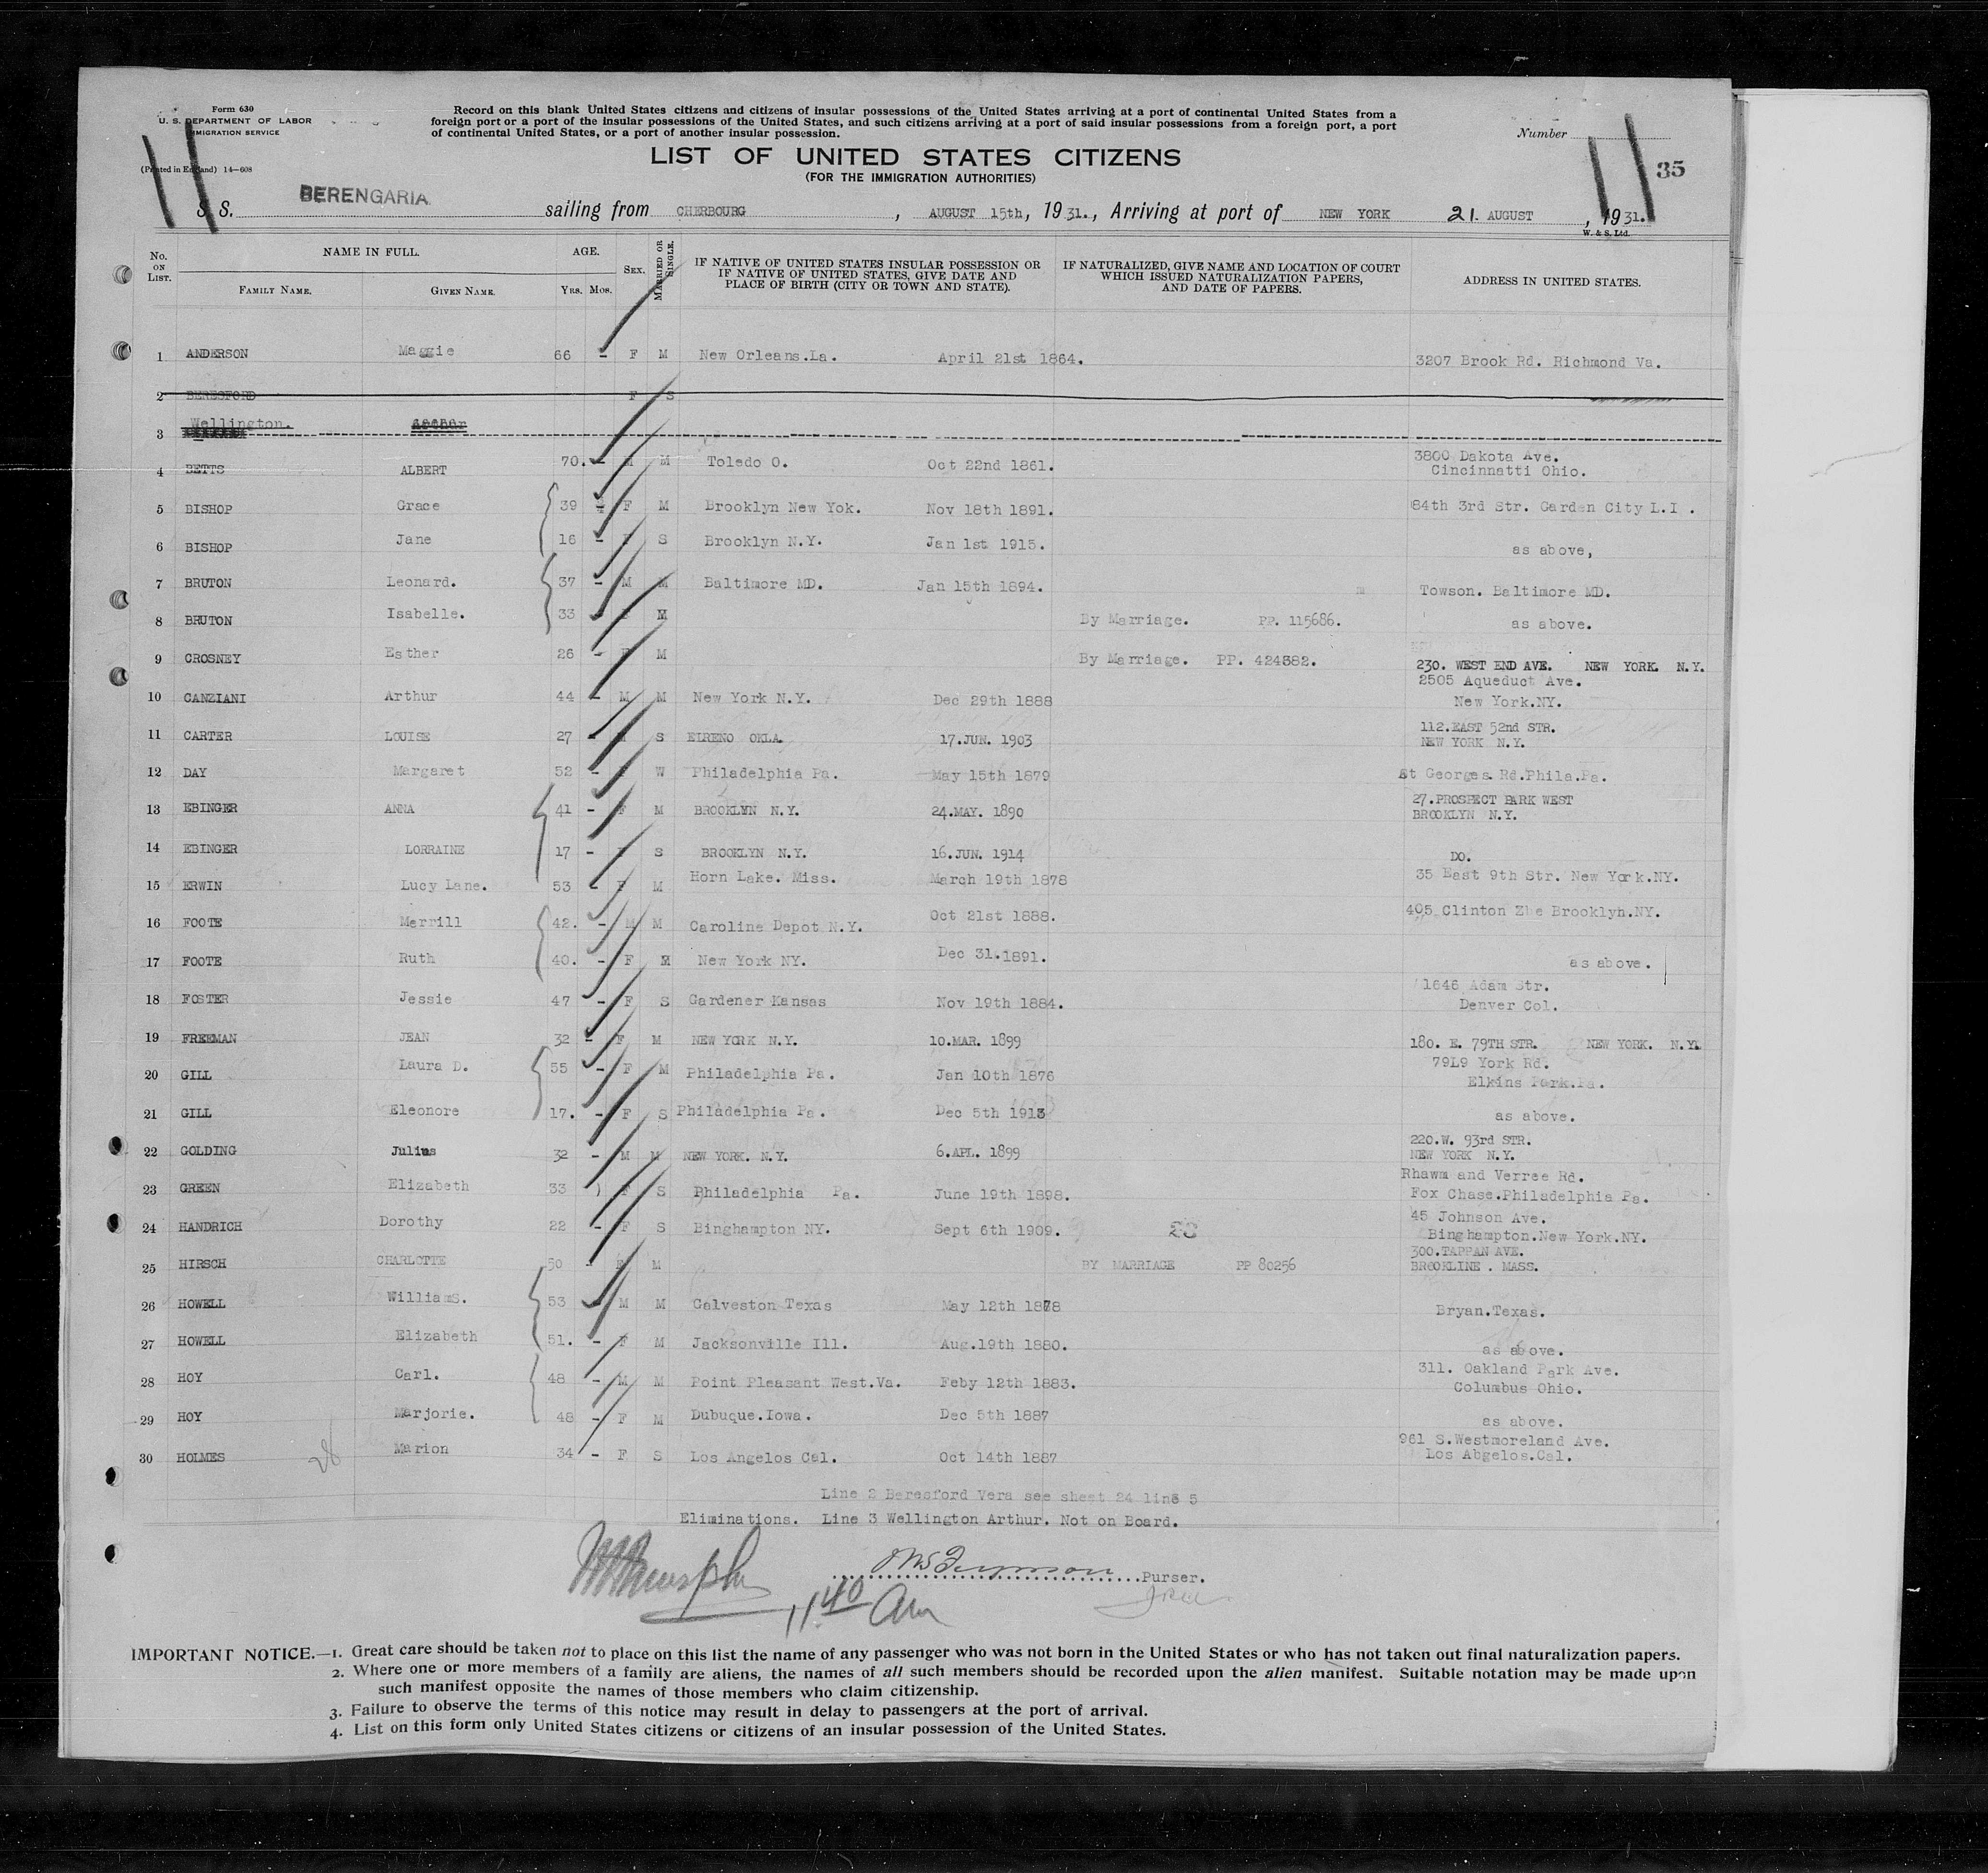 Form 630
U. S. DEPARTMENT OF LABOR
IMMIGRATION SERVICE
(Printed in England) 14—608
Record on this blank United States citizens and citizens of insular possessions of the United States arriving at a port of continental United States from a
foreign port or a port of the insular possessions of the United States, and such citizens arriving at a port of said insular possessions from a foreign port, a port
of continental United States, or a port of another insular possession.
Number
11 11 35
LIST OF UNITED STATES CITIZENS
(FOR THE IMMIGRATION AUTHORITIES)
S. S. BERENGARIA sailing from CHERBOURG, AUGUST 15th, 1931., Arriving at port of NEW YORK 21. AUGUST, 1931.
W. & S. Ltd.
No. ON LIST. NAME IN FULL. FAMILY NAME. GIVEN NAME. AGE. YRS. MOS. SEX. MARRIED OR SINGLE. IF NATIVE OF UNITED STATES INSULAR POSSESSION OR IF NATIVE OF UNITED STATES, GIVE DATE AND PLACE OF BIRTH (CITY OR TOWN AND STATE). IF NATURALIZED, GIVE NAME AND LOCATION OF COURT WHICH ISSUED NATURALIZATION PAPERS, AND DATE OF PAPERS. ADDRESS IN UNITED STATES.
1 ANDERSON Maggie 66 - F M New Orleans.La. April 21st 1864. 3207 Brook Rd. Richmond Va.
2 BERESFORD F S
3 Wellington. Arthur
4 BETTS ALBERT 70. - M M Toledo O. Oct 22nd 1861. 3800 Dakota Ave. Cincinnatti Ohio.
5 BISHOP Grace 39 - F M Brooklyn New Yok. Nov 18th 1891. 84th 3rd Str. Garden City L.I .
6 BISHOP Jane 16 - F S Brooklyn N.Y. Jan 1st 1915. as above,
7 BRUTON Leonard. 37 - M M Baltimore MD. Jan 15th 1894. Towson. Baltimore MD.
8 BRUTON Isabelle. 33 - F M By Marriage. PP. 115686. as above.
9 CROSNEY Esther 26 - F M By Marriage. PP. 424382. 230. WEST END AVE. NEW YORK. N.Y.
10 CANZIANI Arthur 44 - M M New York N.Y. Dec 29th 1888 2505 Aqueduct Ave. New York.NY.
11 CARTER LOUISE 27 - F S ELRENO OKLA. 17.JUN. 1903 112.EAST 52nd STR. NEW YORK N.Y.
12 DAY Margaret 52 - F W Philadelphia Pa. May 15th 1879 St Georges. Rd.Phila.Pa.
13 EBINGER ANNA 41 - F M BROOKLYN N.Y. 24.MAY. 1890 27.PROSPECT PARK WEST BROOKLYN N.Y.
14 EBINGER LORRAINE 17 - F S BROOKLYN N.Y. 16.JUN. 1914 DO.
15 ERWIN Lucy Lane. 53 - F M Horn Lake. Miss. March 19th 1878 35 East 9th Str. New York.NY.
16 FOOTE Merrill 42. - M M Caroline Depot N.Y. Oct 21st 1888. 405 Clinton Brooklyn.NY.
17 FOOTE Ruth 40. - F M New York NY. Dec 31.1891. as above.
18 FOSTER Jessie 47 - F S Gardener Kansas Nov 19th 1884. 1646 Adam Str. Denver Col.
19 FREEMAN JEAN 32 - F M NEW YORK N.Y. 10.MAR. 1899 180. E. 79TH STR. NEW YORK. N.Y.
20 GILL Laura D. 55 - F M Philadelphia Pa. Jan 10th 1876 79L9 York Rd. Elkins Park.Pa.
21 GILL Eleonore 17. - F S Philadelphia Pa. Dec 5th 1913 as above.
22 GOLDING Julius 32 - M M NEW YORK. N.Y. 6.APL. 1899 220.W. 93rd STR. NEW YORK N.Y.
23 GREEN Elizabeth 33 ) F S Philadelphia Pa. June 19th 1898. Rhawm and Verree Rd. Fox Chase.Philadelphia Pa.
24 HANDRICH Dorothy 22 - F S Binghampton NY. Sept 6th 1909. 45 Johnson Ave. Binghampton.New York.NY.
25 HIRSCH CHARLOTTE 50 - F M BY MARRIAGE PP 80256 300.TAPPAN AVE. BROOKLINE . MASS.
26 HOWELL WilliamS. 53 - M M Galveston Texas May 12th 1878 Bryan.Texas.
27 HOWELL Elizabeth 51. - F M Jacksonville Ill. Aug.19th 1880. as above.
28 HOY Carl. 48 - M M Point Pleasant West.Va. Feby 12th 1883. 311. Oakland Park Ave. Columbus Ohio.
29 HOY Marjorie. 48 - F M Dubuque.Iowa. Dec 5th 1887 as above.
30 HOLMES Marion 34 - F S Los Angelos Cal. Oct 14th 1887 961 S.Westmoreland Ave. Los Abgelos.Cal.
28
Line 2 Beresford Vera see sheet 24 line 5
Eliminations. Line 3 Wellington Arthur. Not on Board.
Purser.
11 40 Am
IMPORTANT NOTICE.—1. Great care should be taken not to place on this list the name of any passenger who was not born in the United States or who has not taken out final naturalization papers.
2. Where one or more members of a family are aliens, the names of all such members should be recorded upon the alien manifest. Suitable notation may be made upon
such manifest opposite the names of those members who claim citizenship.
3. Failure to observe the terms of this notice may result in delay to passengers at the port of arrival.
4. List on this form only United States citizens or citizens of an insular possession of the United States.